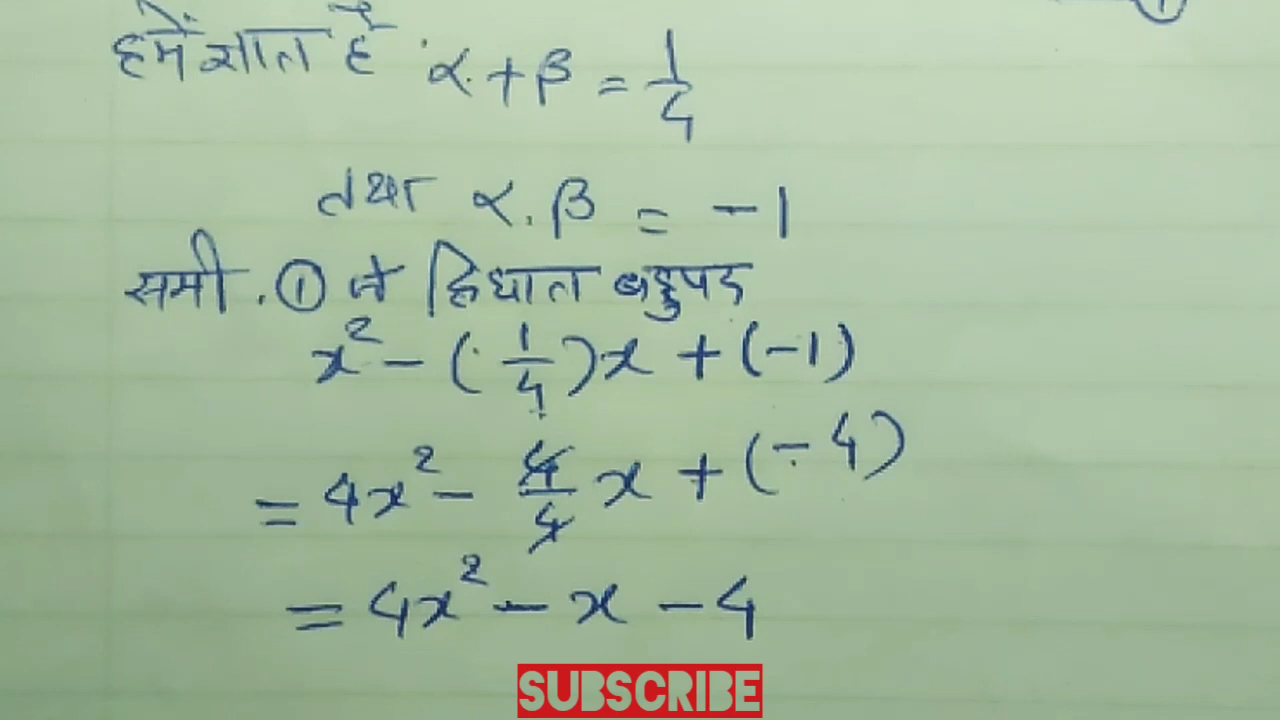 ①
हमें ज्ञात है α + β = 1/4
तथा α . β = -1
समी. ① से द्विघात बहुपद
x² - (1/4)x + (-1)
= 4x² - 4/4 x + (-4)
= 4x² - x - 4
SUBSCRIBE